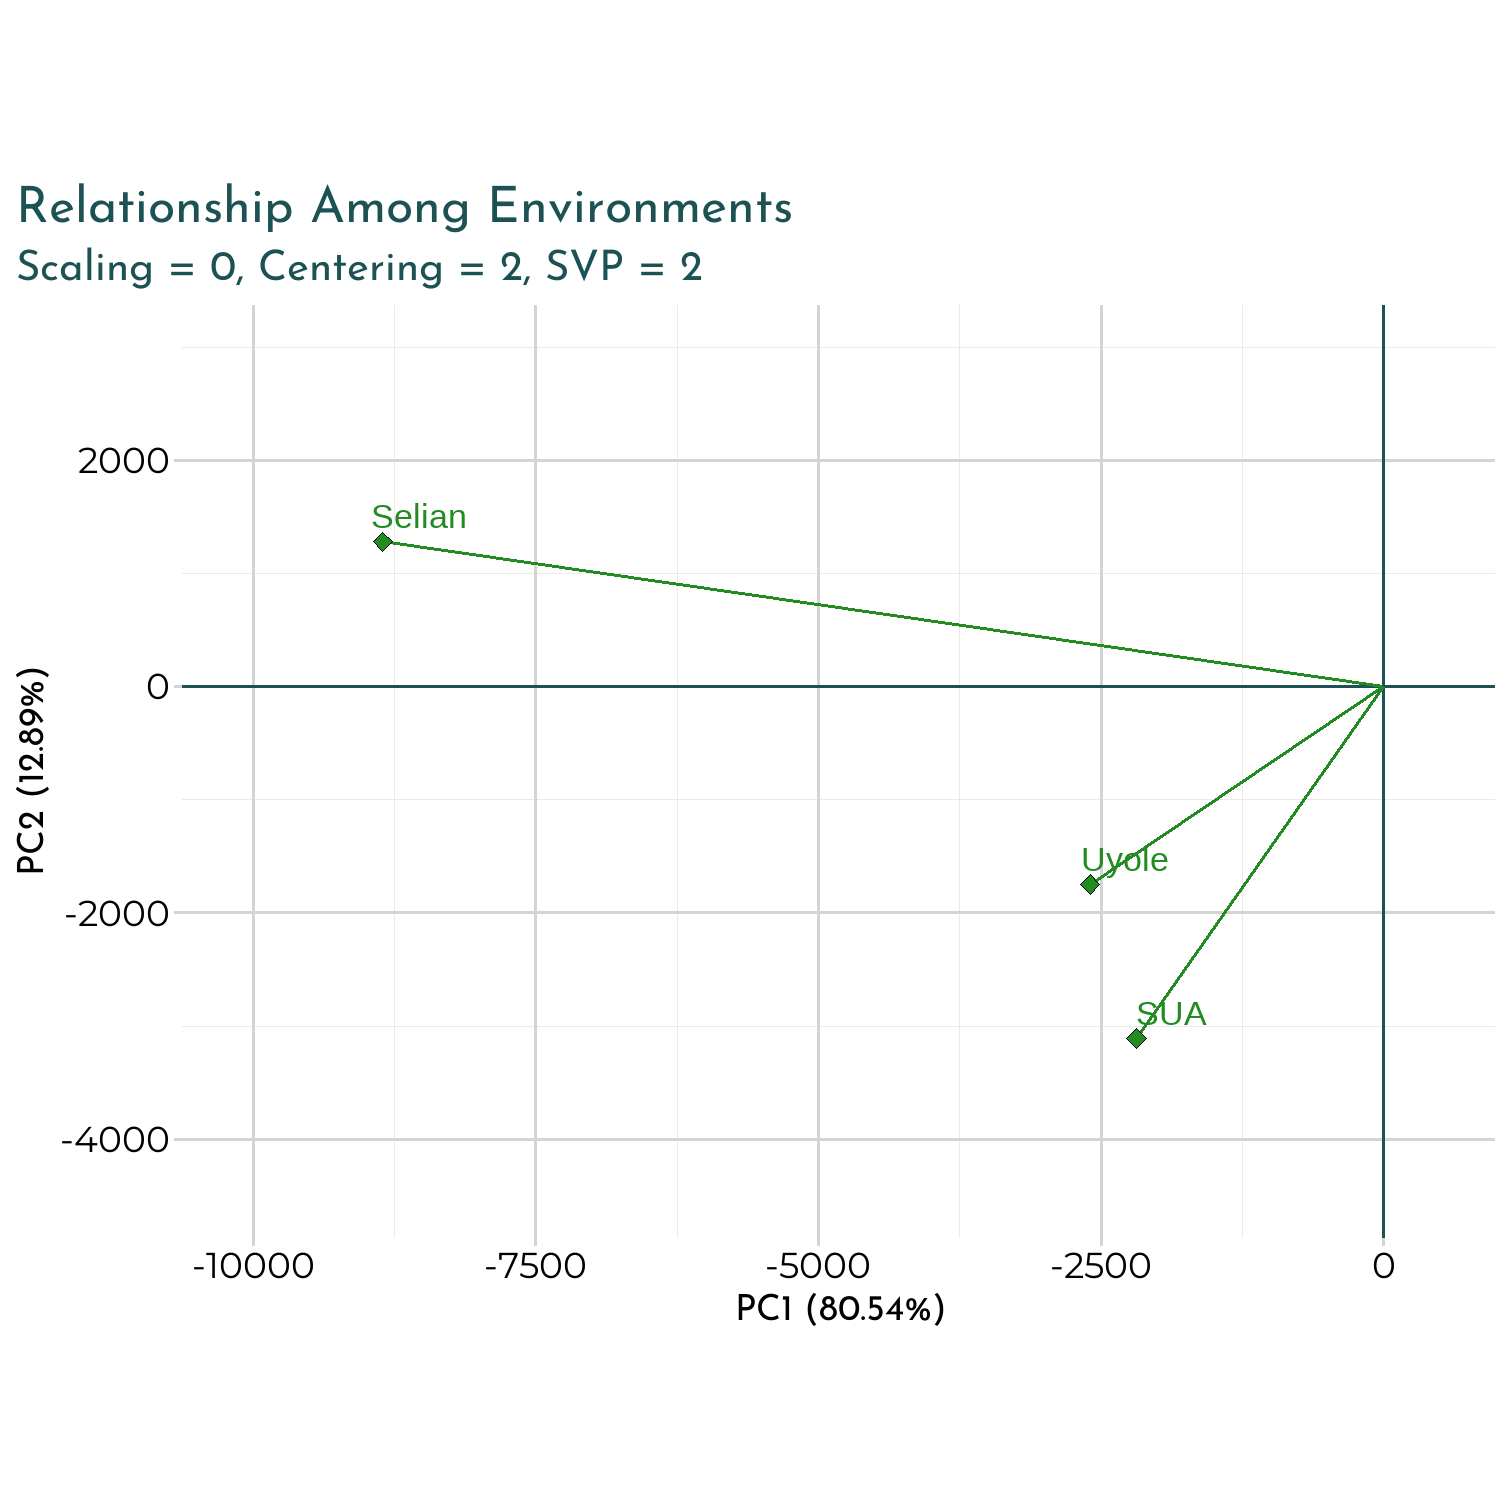 Relationship Among Environments
Scaling = 0, Centering = 2, SVP = 2
2000
Selian
0
PC2 (12.89%)
Uyole
-2000
SUA
-4000
-10000 -7500 -5000 -2500 0
PC1 (80.54%)